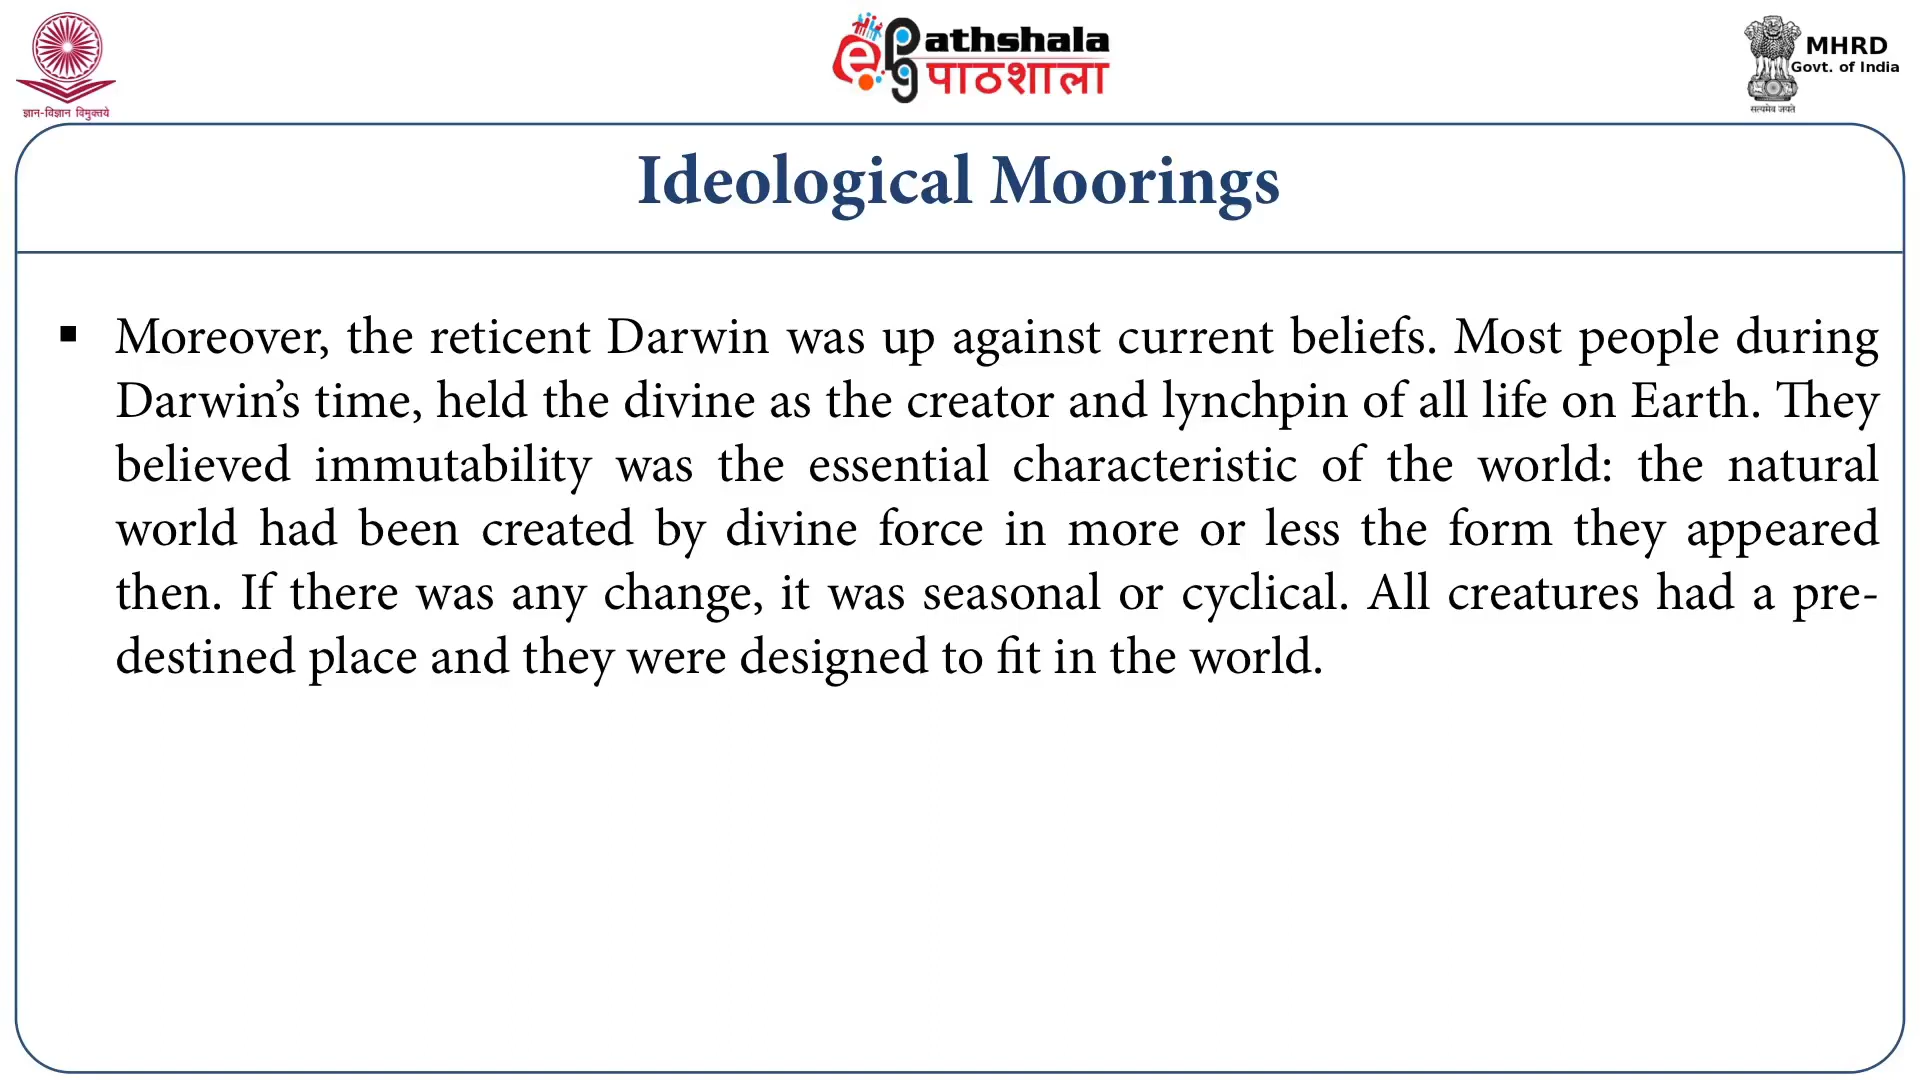 ज्ञान-विज्ञान विमुक्तये
ePG Pathshala
पाठशाला
MHRD
Govt. of India
सत्यमेव जयते
Ideological Moorings
▪ Moreover, the reticent Darwin was up against current beliefs. Most people during
Darwin’s time, held the divine as the creator and lynchpin of all life on Earth. They
believed immutability was the essential characteristic of the world: the natural
world had been created by divine force in more or less the form they appeared
then. If there was any change, it was seasonal or cyclical. All creatures had a pre-
destined place and they were designed to fit in the world.